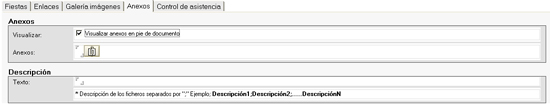 Fiestas Enlaces Galería imágenes Anexos Control de asistencia
Anexos
Visualizar: Visualizar anexos en pie de documento
Anexos:
Descripción
Texto:
* Descripción de los ficheros separados por ";" Ejemplo; Descripción1;Descripción2;......DescripciónN